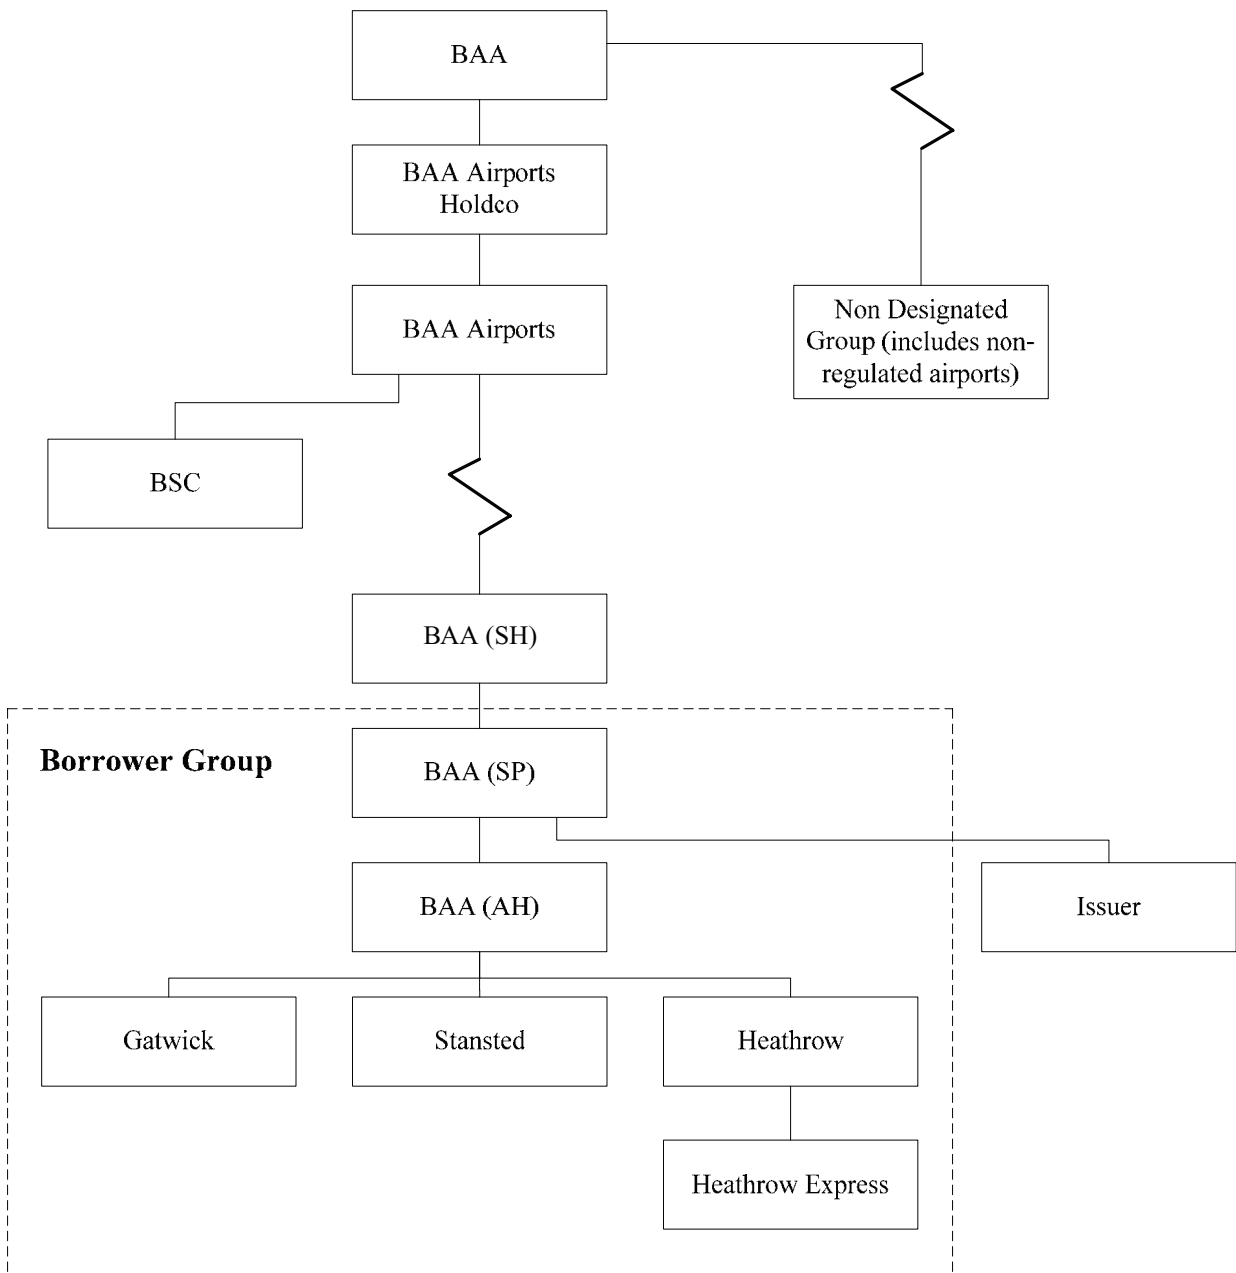 BAA
BAA Airports
Holdco
BAA Airports
Non Designated
Group (includes non-
regulated airports)
BSC
BAA (SH)
Borrower Group
BAA (SP)
BAA (AH)
Issuer
Gatwick
Stansted
Heathrow
Heathrow Express